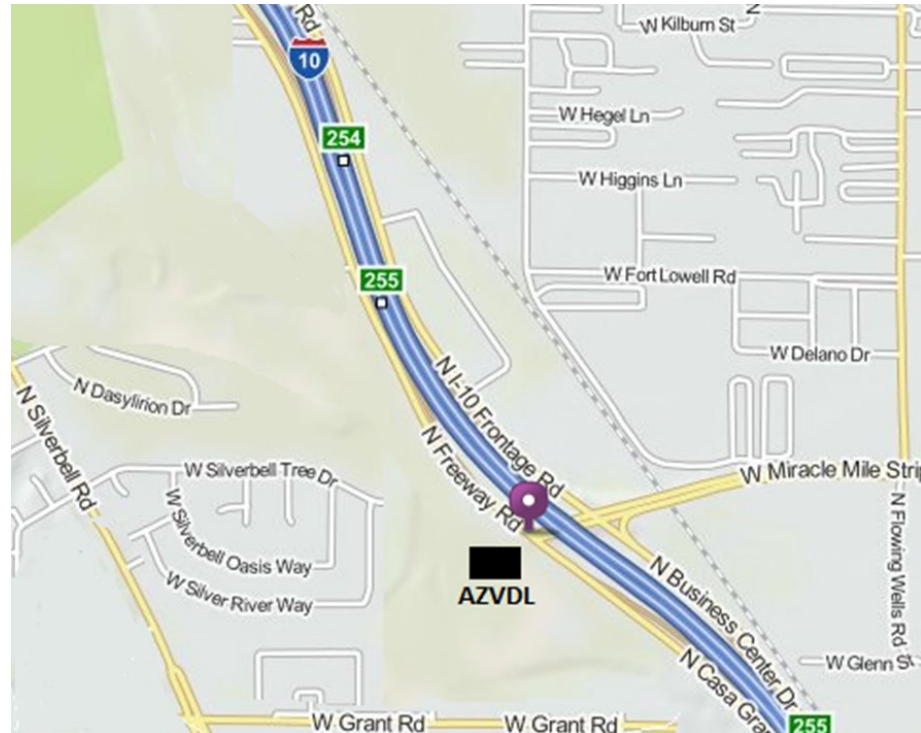 Rd
N
W Kilburn St
10
W Hegel Ln
254
W Higgins Ln
W Fort Lowell Rd
255
W Delano Dr
N I-10 Frontage Rd
N Dasylirion Dr
N Silverbell Rd
N Freeway Rd
W Silverbell Tree Dr
W Miracle Mile Strip
W Silverbell Oasis Way
N Flowing Wells Rd
W Silver River Way
AZVDL
N Business Center Dr
W Glenn St
N Casa Gra
W Grant Rd
W Grant Rd
255